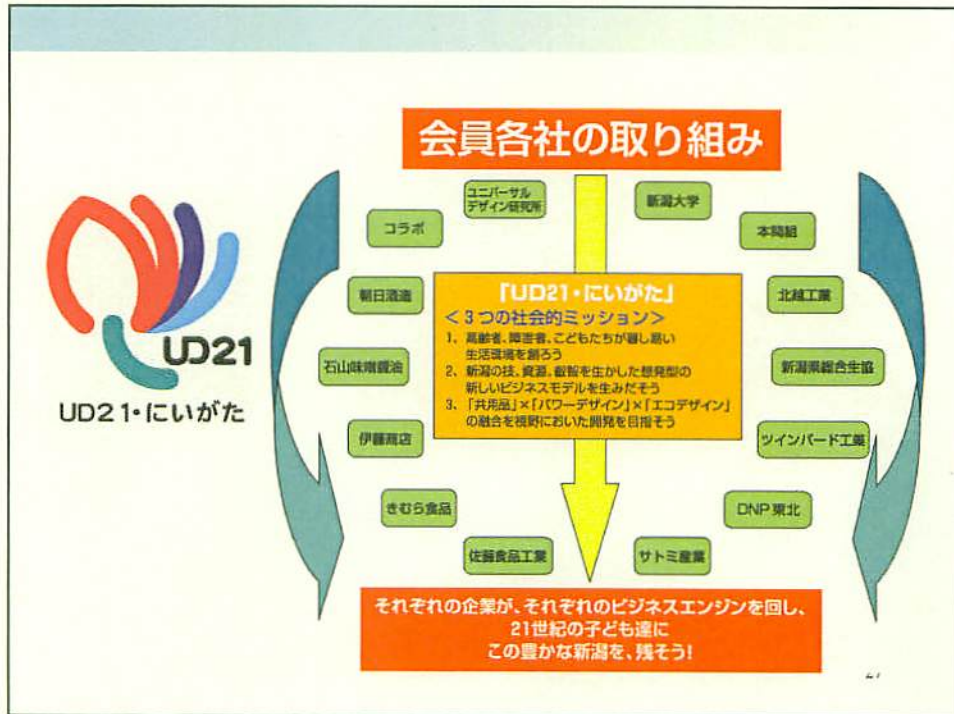 会員各社の取り組み
ユニバーサル
デザイン研究所
新潟大学
コラボ
本間組
朝日酒造
北越工業
石山味噌醤油
新潟県総合生協
伊藤商店
ツインバード工業
きむら食品
DNP東北
佐藤食品工業
サトミ産業
UD21
UD21・にいがた
「UD21・にいがた」
<3つの社会的ミッション>
1、高齢者、障害者、こどもたちが暮し易い
生活環境を創ろう
2、新潟の技、資源、叡智を生かした想発型の
新しいビジネスモデルを生みだそう
3、「共用品」×「パワーデザイン」×「エコデザイン」
の融合を視野においた開発を目指そう
それぞれの企業が、それぞれのビジネスエンジンを回し、
21世紀の子ども達に
この豊かな新潟を、残そう!